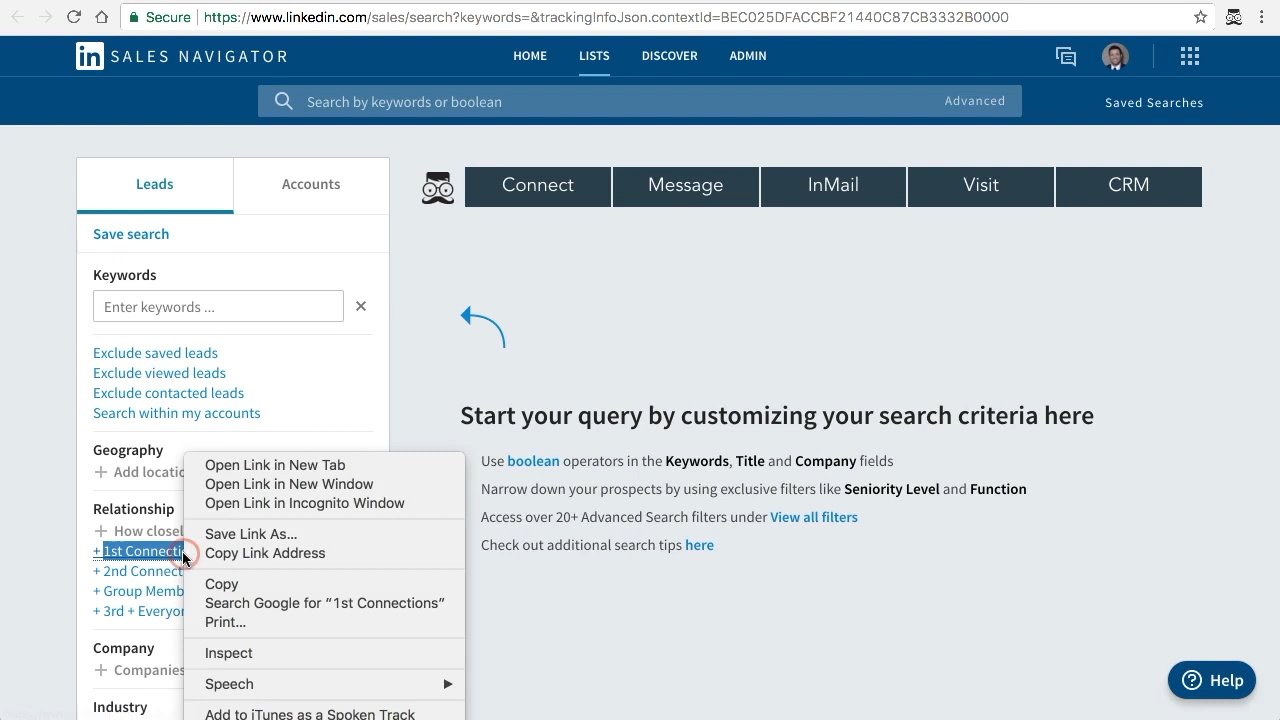 Secure https://www.linkedin.com/sales/search?keywords=&trackingInfoJson.contextId=BEC025DFACCBF21440C87CB3332B0000
in SALES NAVIGATOR HOME LISTS DISCOVER ADMIN
Search by keywords or boolean Advanced Saved Searches
Leads Accounts
Connect Message InMail Visit CRM
Save search
Keywords
Enter keywords ...
Exclude saved leads
Exclude viewed leads
Exclude contacted leads
Search within my accounts
Geography
+ Add locatio
Relationship
+ How closel
+ 1st Connecti
+ 2nd Connect
+ Group Memb
+ 3rd + Everyo
Company
+ Companies
Industry
Open Link in New Tab
Open Link in New Window
Open Link in Incognito Window
Save Link As...
Copy Link Address
Copy
Search Google for “1st Connections”
Print...
Inspect
Speech
Add to iTunes as a Spoken Track
Start your query by customizing your search criteria here
Use boolean operators in the Keywords, Title and Company fields
Narrow down your prospects by using exclusive filters like Seniority Level and Function
Access over 20+ Advanced Search filters under View all filters
Check out additional search tips here
Help